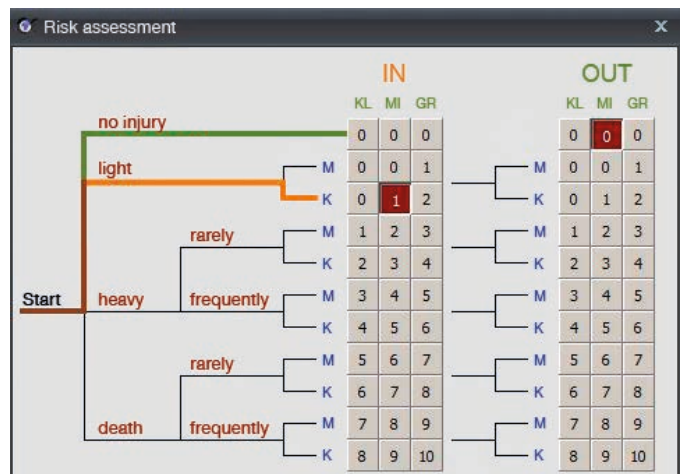 Risk assessment X
IN OUT
KL MI GR KL MI GR
no injury 0 0 0 0 0 0
light M 0 0 1 M 0 0 1
K 0 1 2 K 0 1 2
rarely M 1 2 3 M 1 2 3
K 2 3 4 K 2 3 4
Start heavy frequently M 3 4 5 M 3 4 5
K 4 5 6 K 4 5 6
rarely M 5 6 7 M 5 6 7
K 6 7 8 K 6 7 8
death frequently M 7 8 9 M 7 8 9
K 8 9 10 K 8 9 10